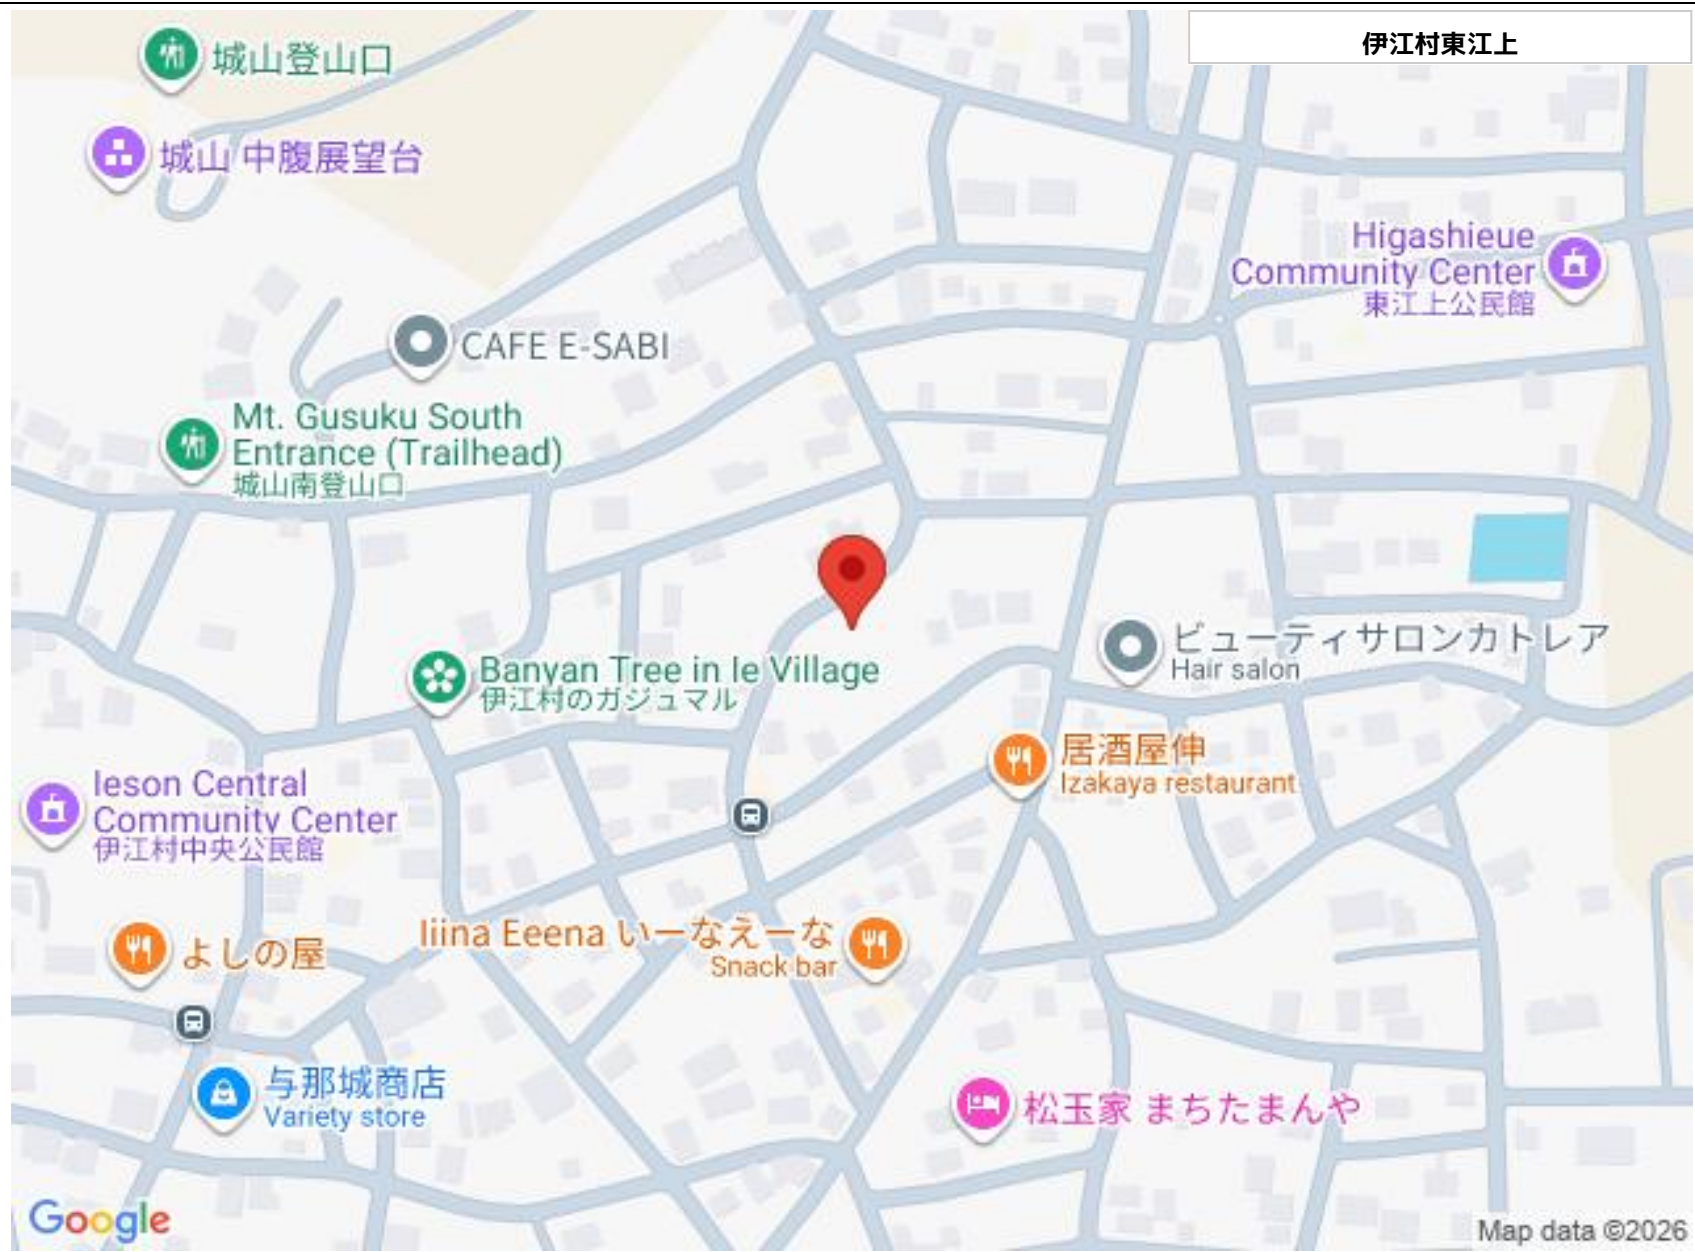 伊江村東江上
城山登山口
城山 中腹展望台
Higashieue
Community Center
東江上公民館
CAFE E-SABI
Mt. Gusuku South
Entrance (Trailhead)
城山南登山口
ビューティサロンカトレア
Hair salon
Banyan Tree in Ie Village
伊江村のガジュマル
居酒屋伸
Izakaya restaurant
Ieson Central
Community Center
伊江村中央公民館
よしの屋
Iiina Eeena いーなえーな
Snack bar
与那城商店
Variety store
松玉家 まちたまんや
Google
Map data ©2026